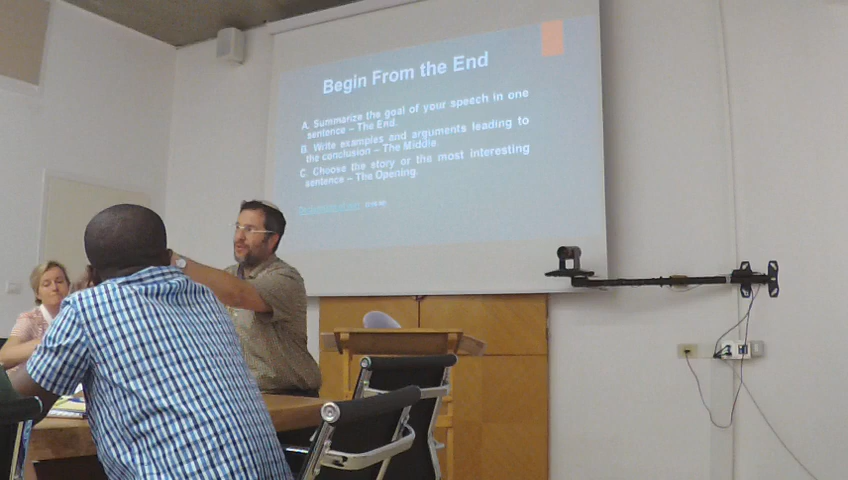 Begin From the End
A. Summarize the goal of your speech in one
sentence – The End.
B. Write examples and arguments leading to
the conclusion – The Middle.
C. Choose the story or the most interesting
sentence – The Opening.